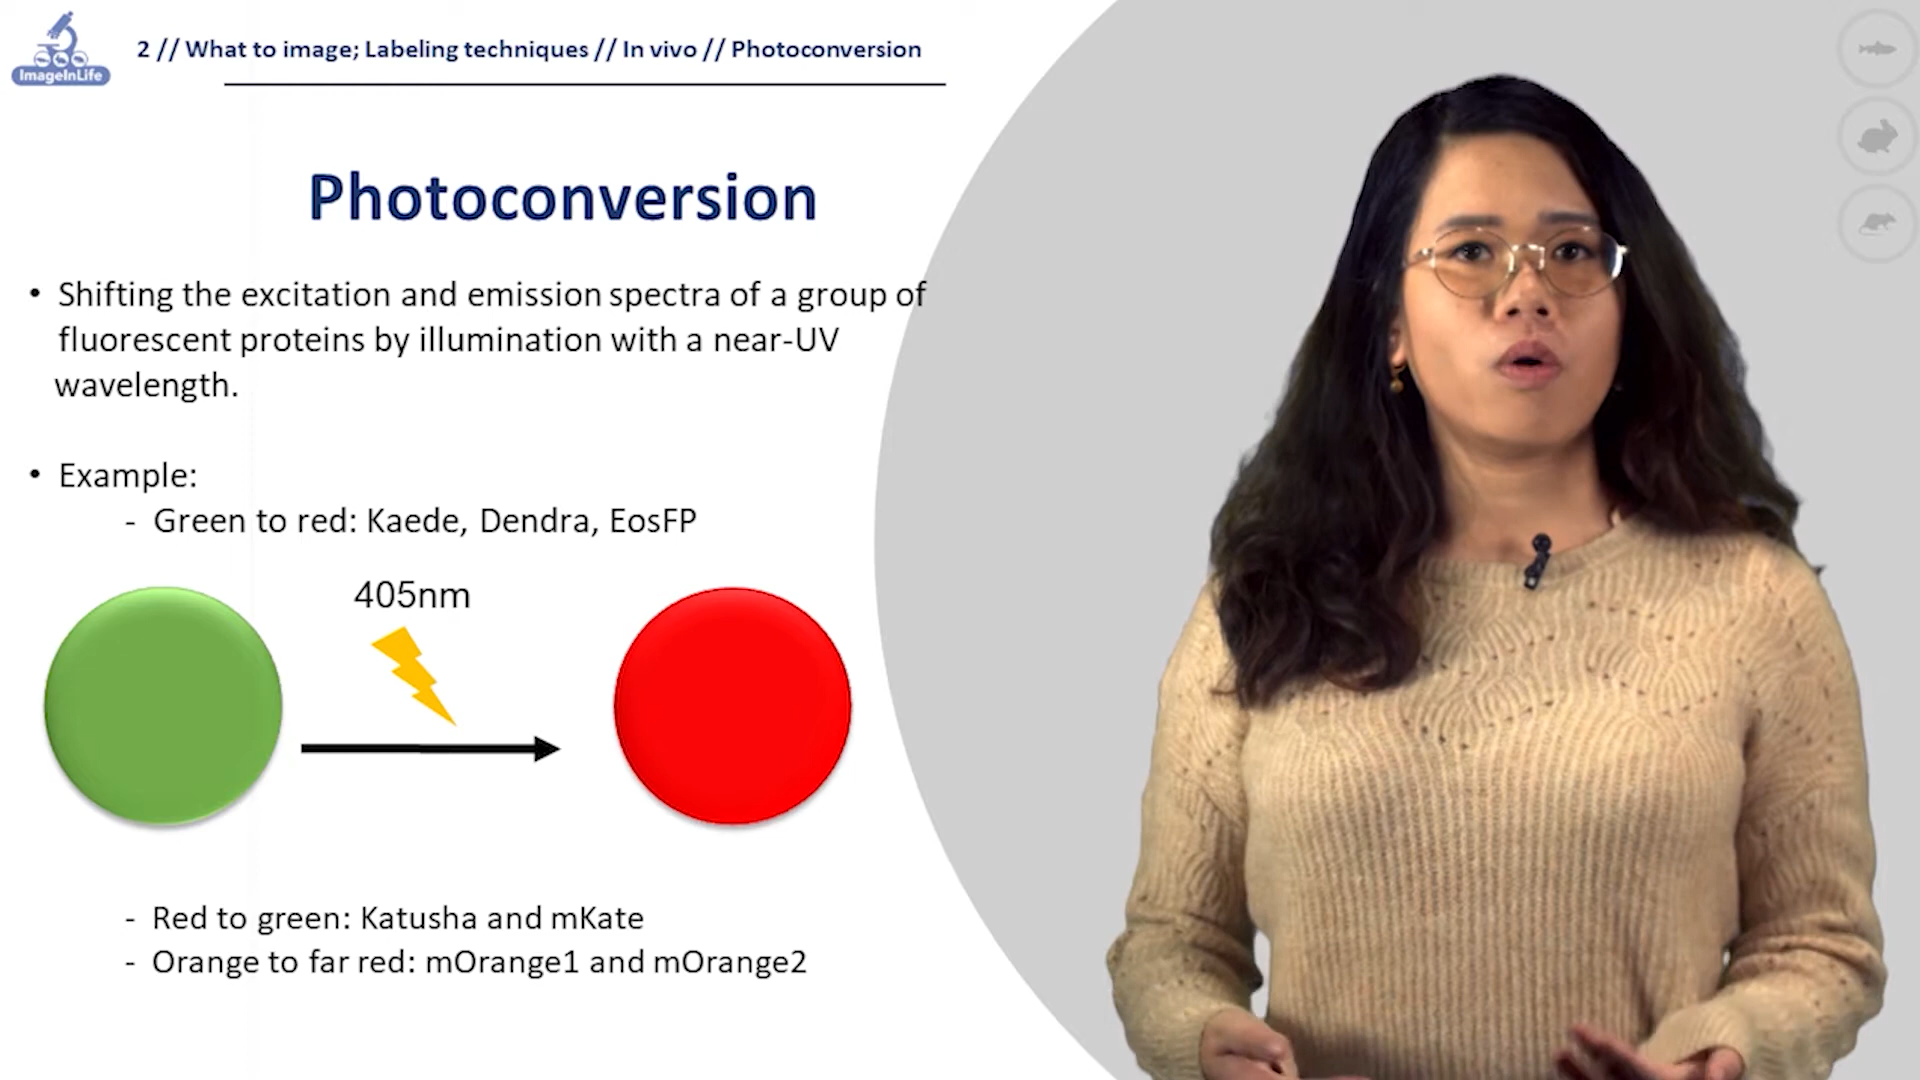 ImageInLife
2 // What to image; Labeling techniques // In vivo // Photoconversion
Photoconversion
• Shifting the excitation and emission spectra of a group of
fluorescent proteins by illumination with a near-UV
wavelength.
• Example:
- Green to red: Kaede, Dendra, EosFP
405nm
- Red to green: Katusha and mKate
- Orange to far red: mOrange1 and mOrange2